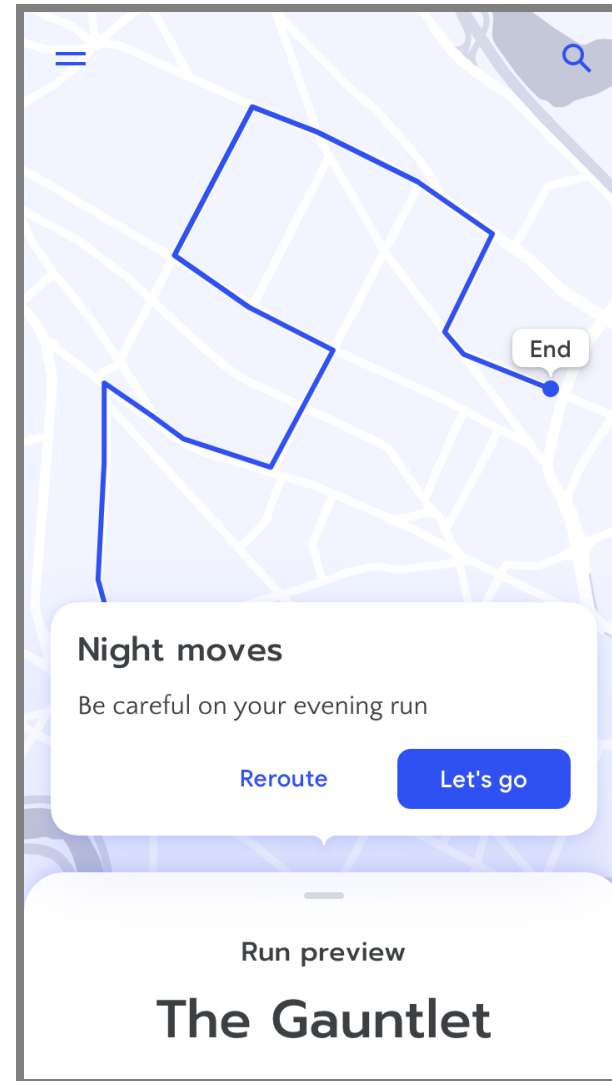 End
Night moves
Be careful on your evening run
Reroute
Let's go
Run preview
The Gauntlet